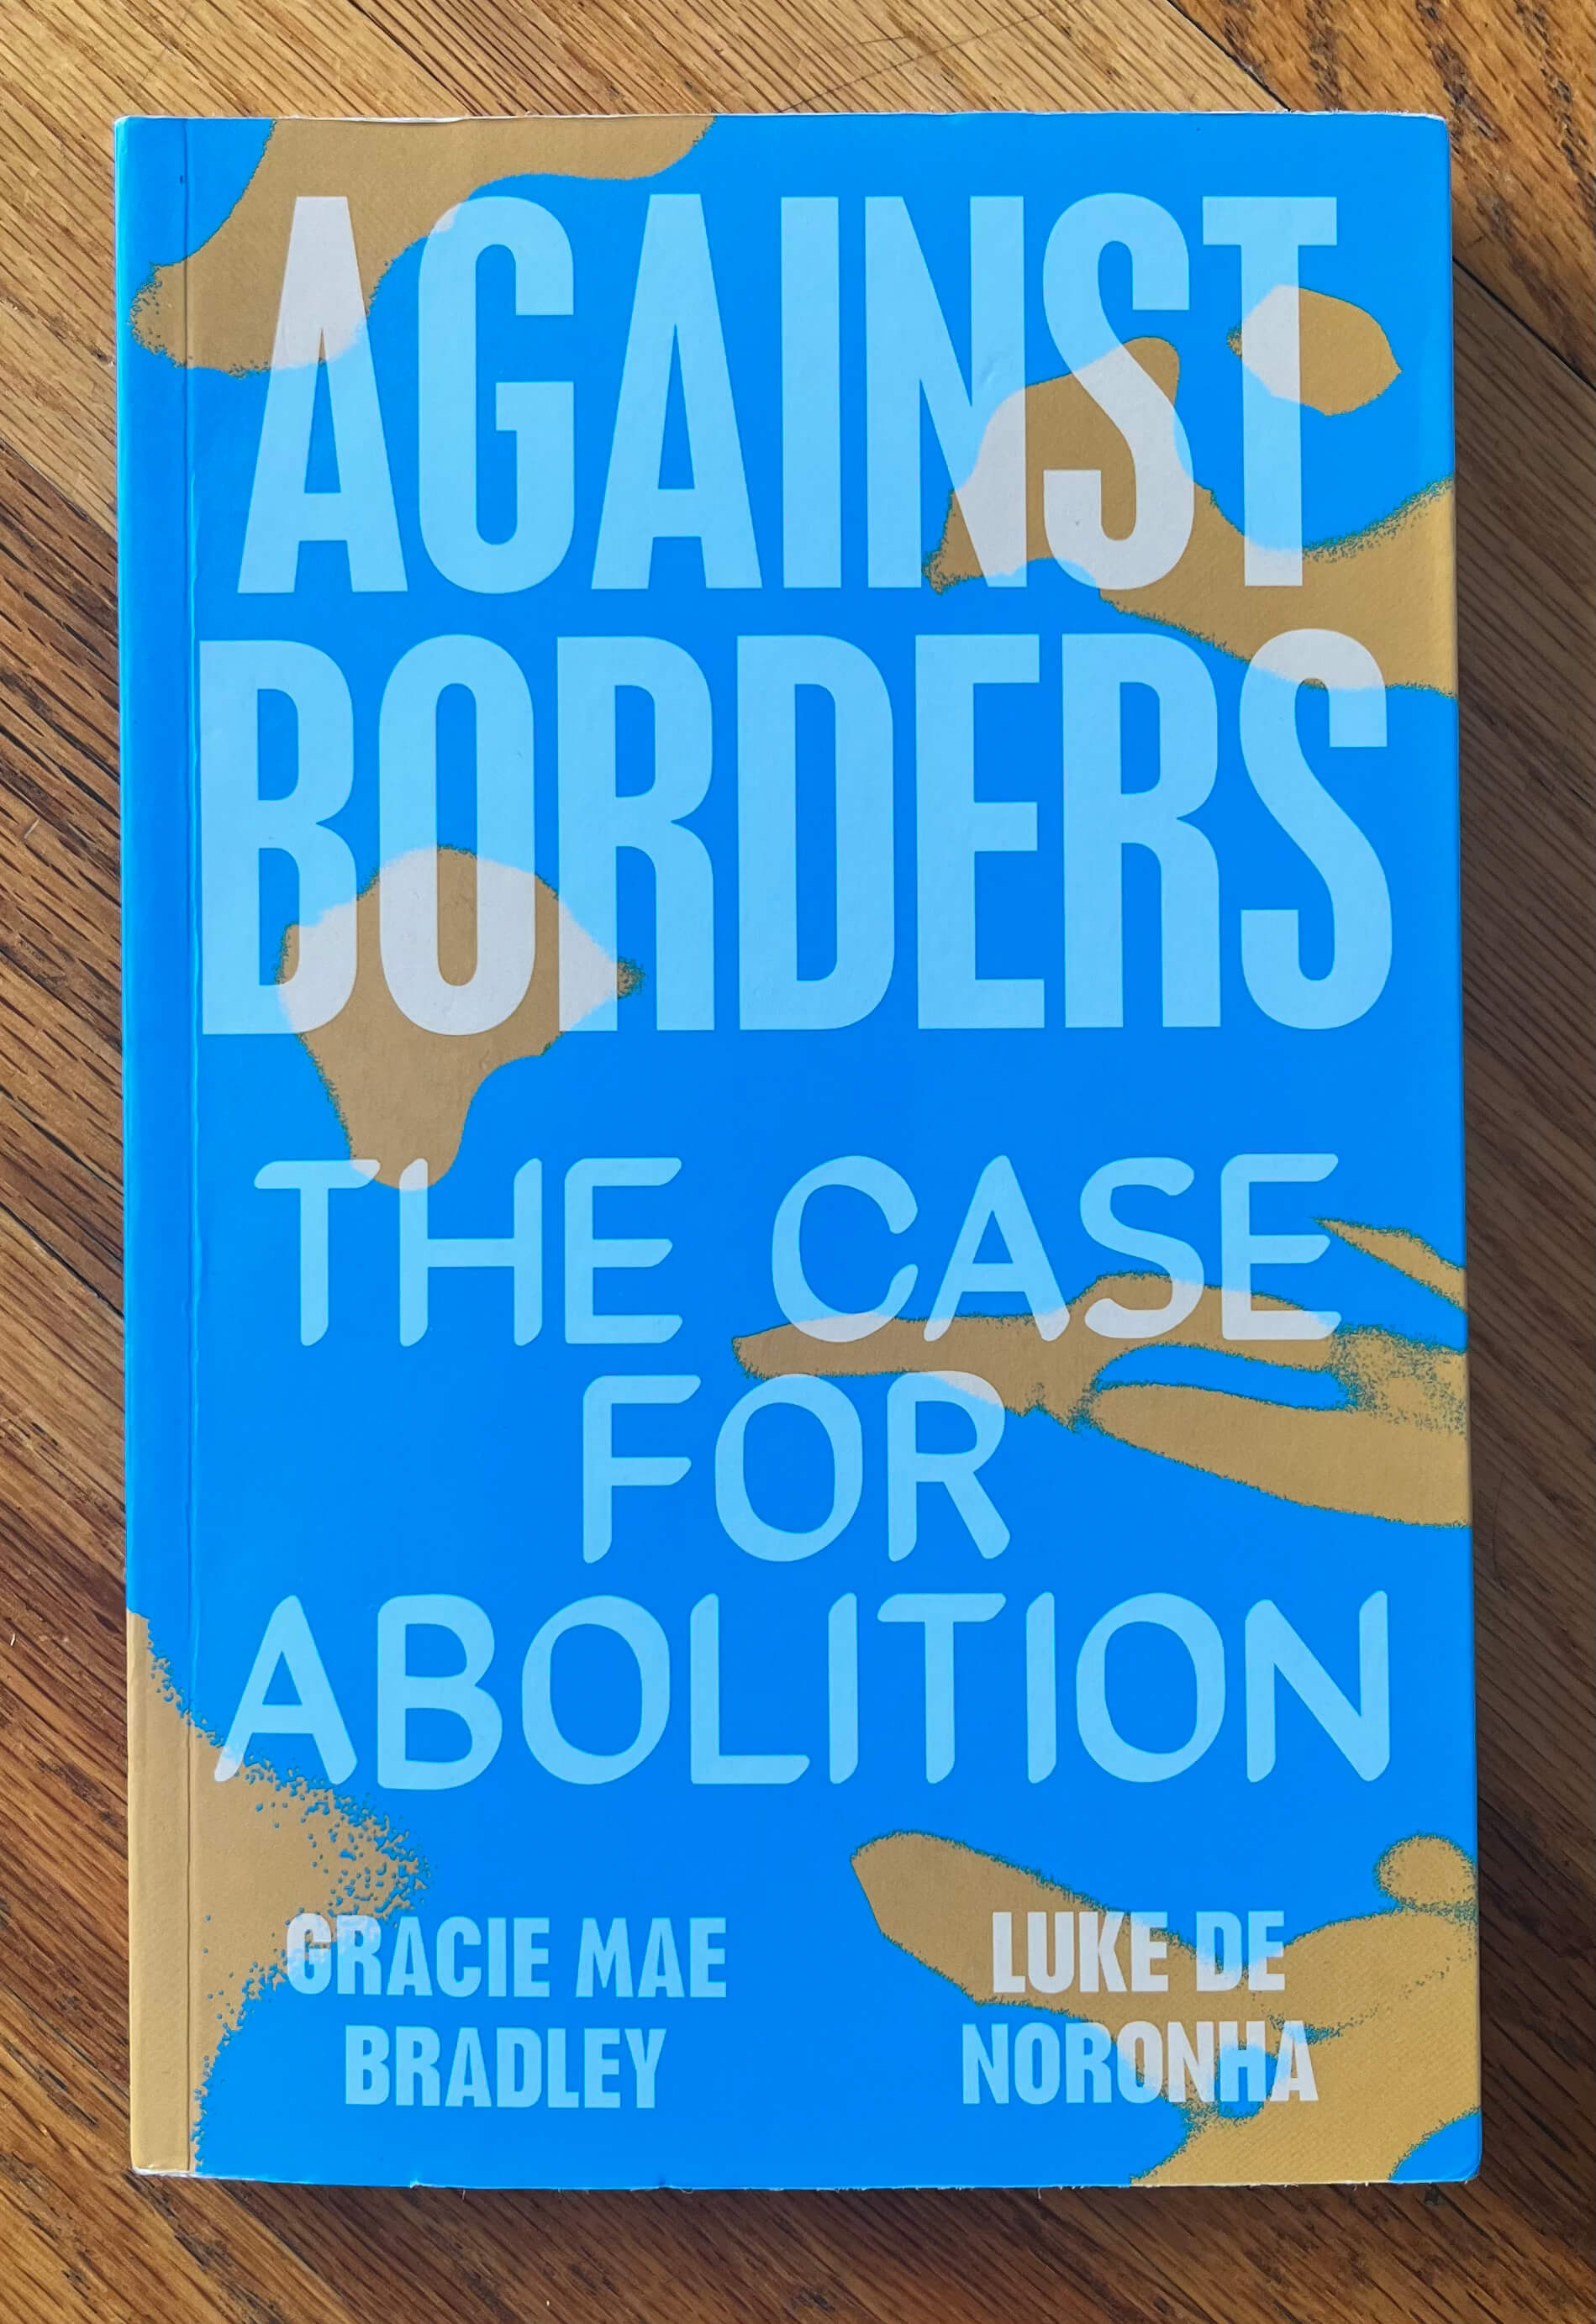 AGAINST
BORDERS
THE CASE
FOR
ABOLITION
GRACIE MAE
BRADLEY
LUKE DE
NORONHA